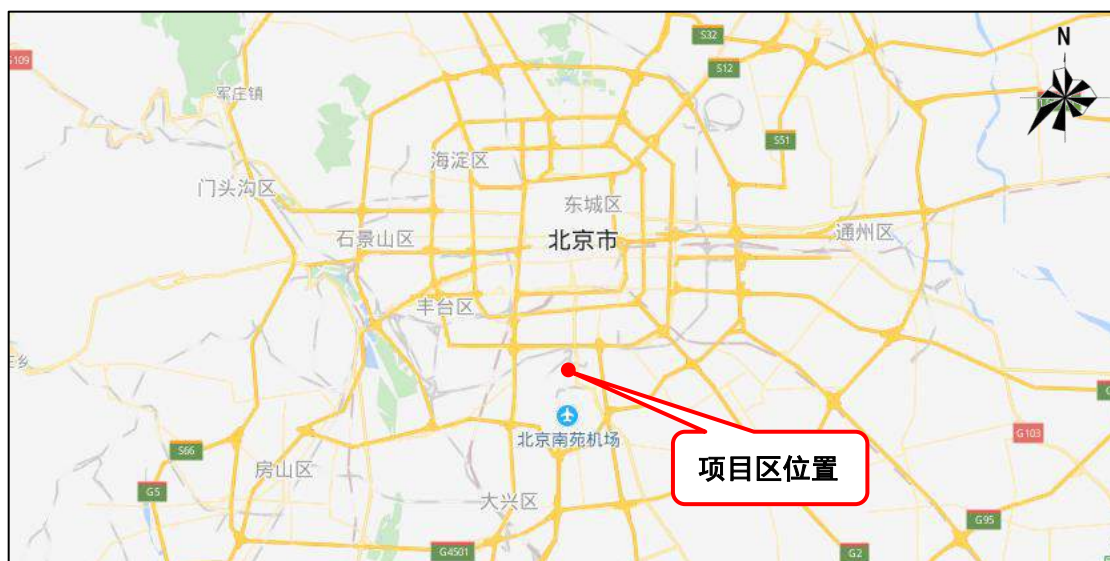 S32
N
G109
S12
军庄镇
S51
海淀区
门头沟区
东城区
石景山区
北京市
通州区
丰台区
乡
北京南苑机场
G103
S66
项目区位置
房山区
G5
大兴区
G95
G4501
G2